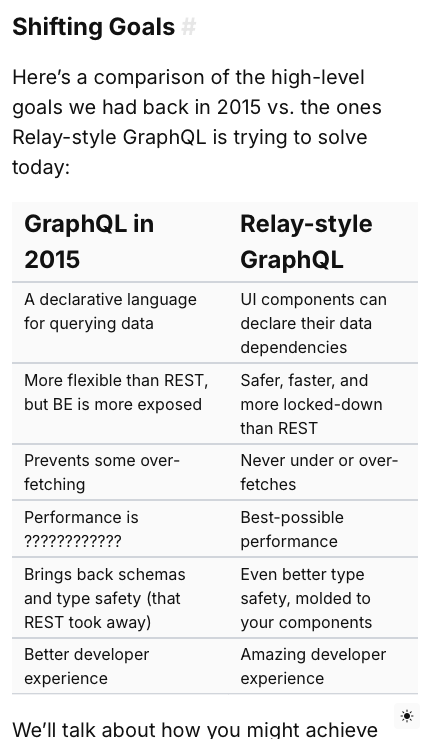 Shifting Goals #
Here’s a comparison of the high-level
goals we had back in 2015 vs. the ones
Relay-style GraphQL is trying to solve
today:
GraphQL in
2015
Relay-style
GraphQL
A declarative language
for querying data
UI components can
declare their data
dependencies
More flexible than REST,
but BE is more exposed
Safer, faster, and
more locked-down
than REST
Prevents some over-
fetching
Never under or over-
fetches
Performance is
????????????
Best-possible
performance
Brings back schemas
and type safety (that
REST took away)
Even better type
safety, molded to
your components
Better developer
experience
Amazing developer
experience
We’ll talk about how you might achieve